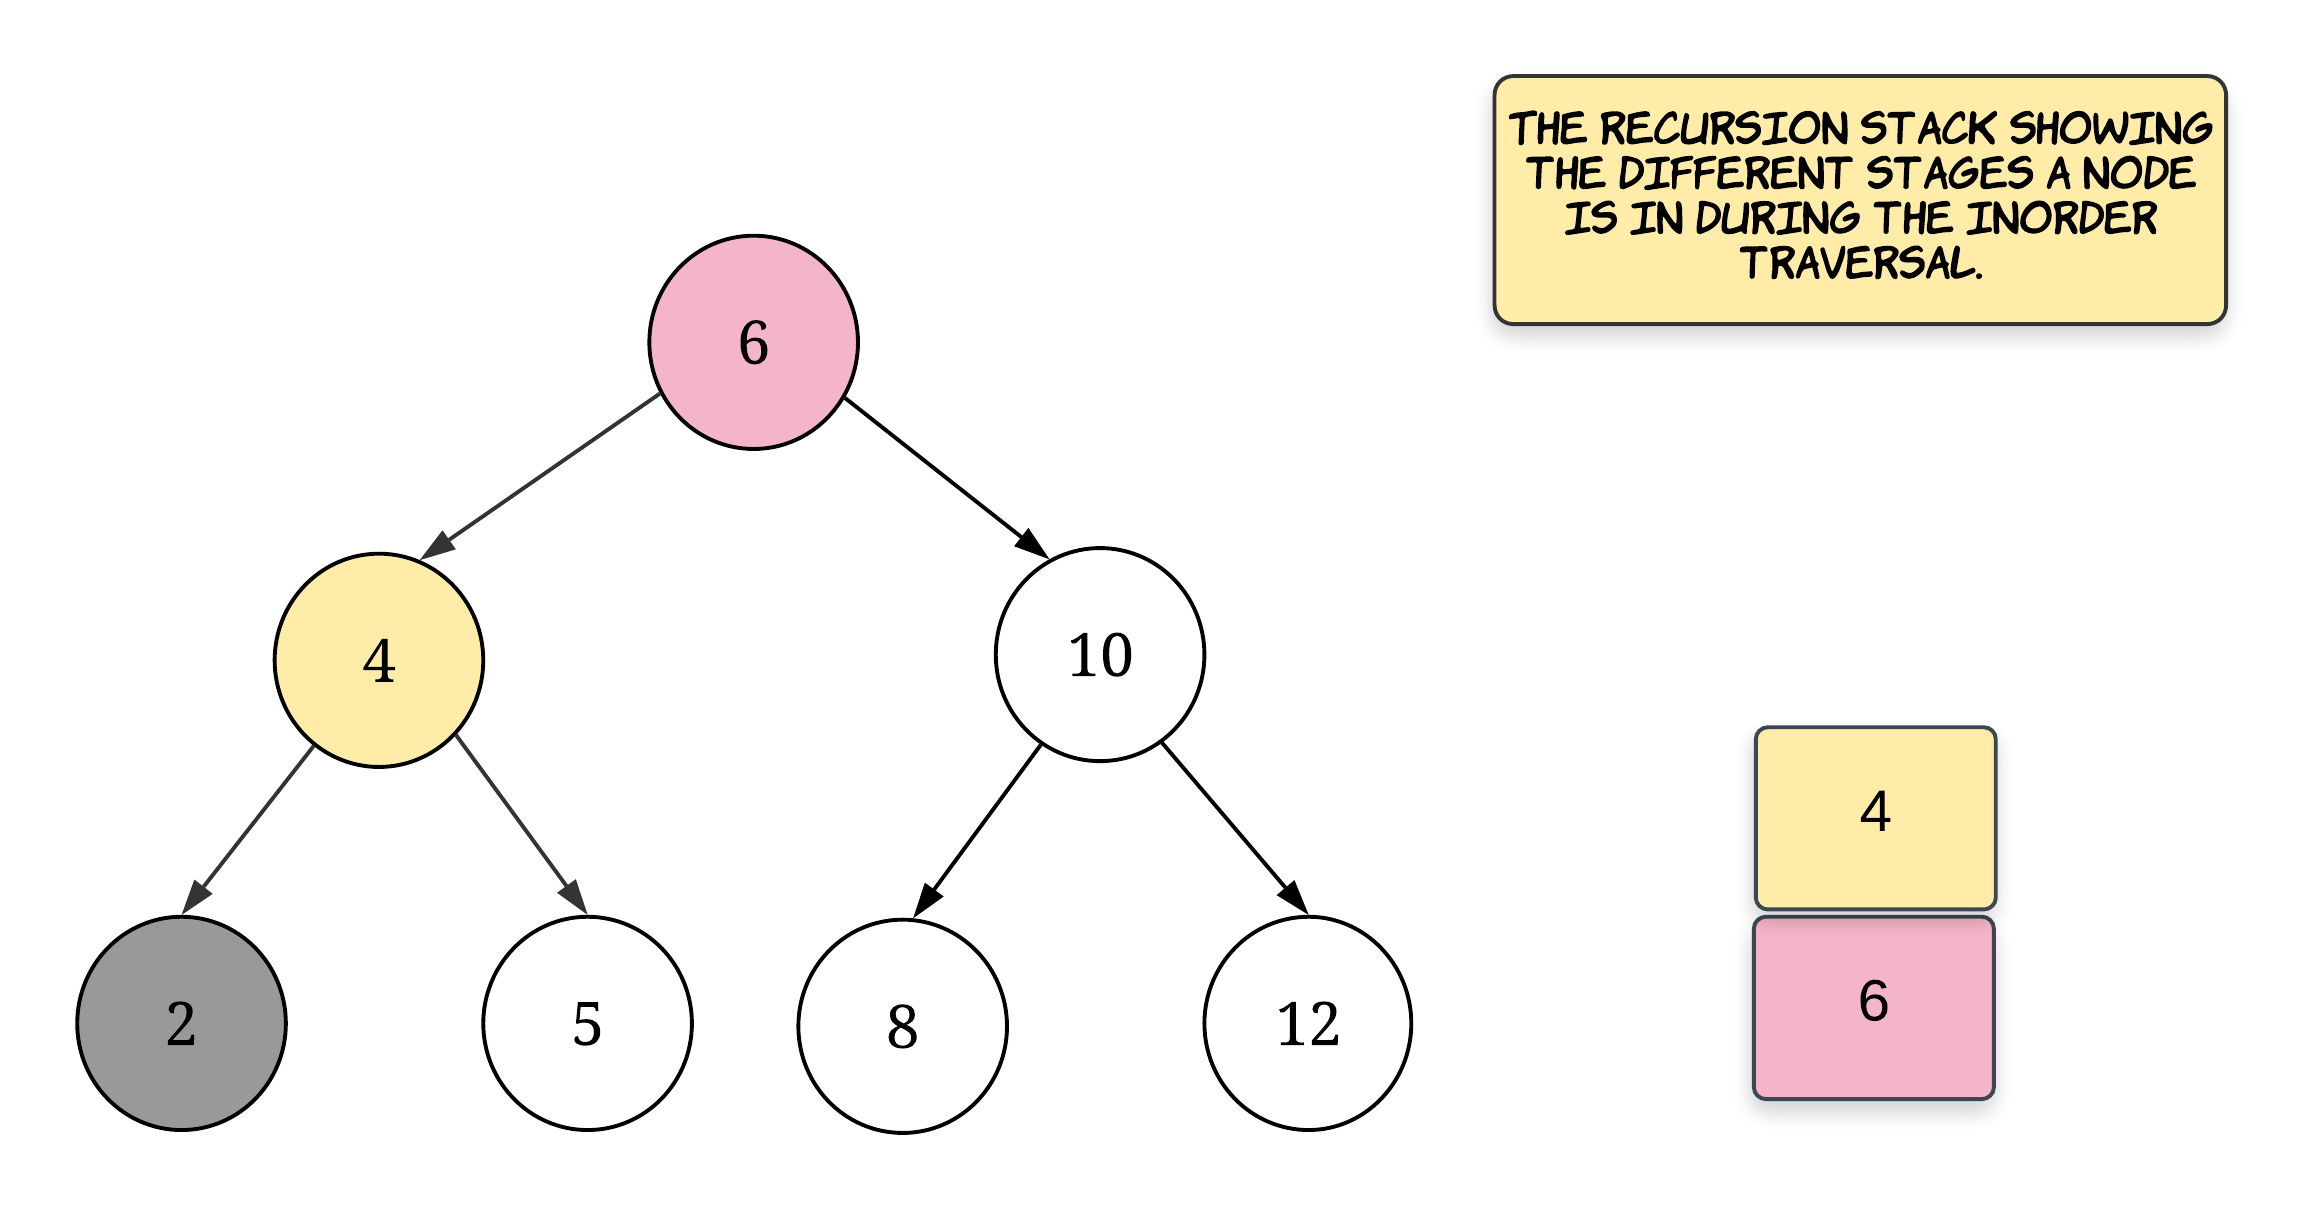 THE RECURSION STACK SHOWING
THE DIFFERENT STAGES A NODE
IS IN DURING THE INORDER
TRAVERSAL.
6
4
10
2
5
8
12
4
6